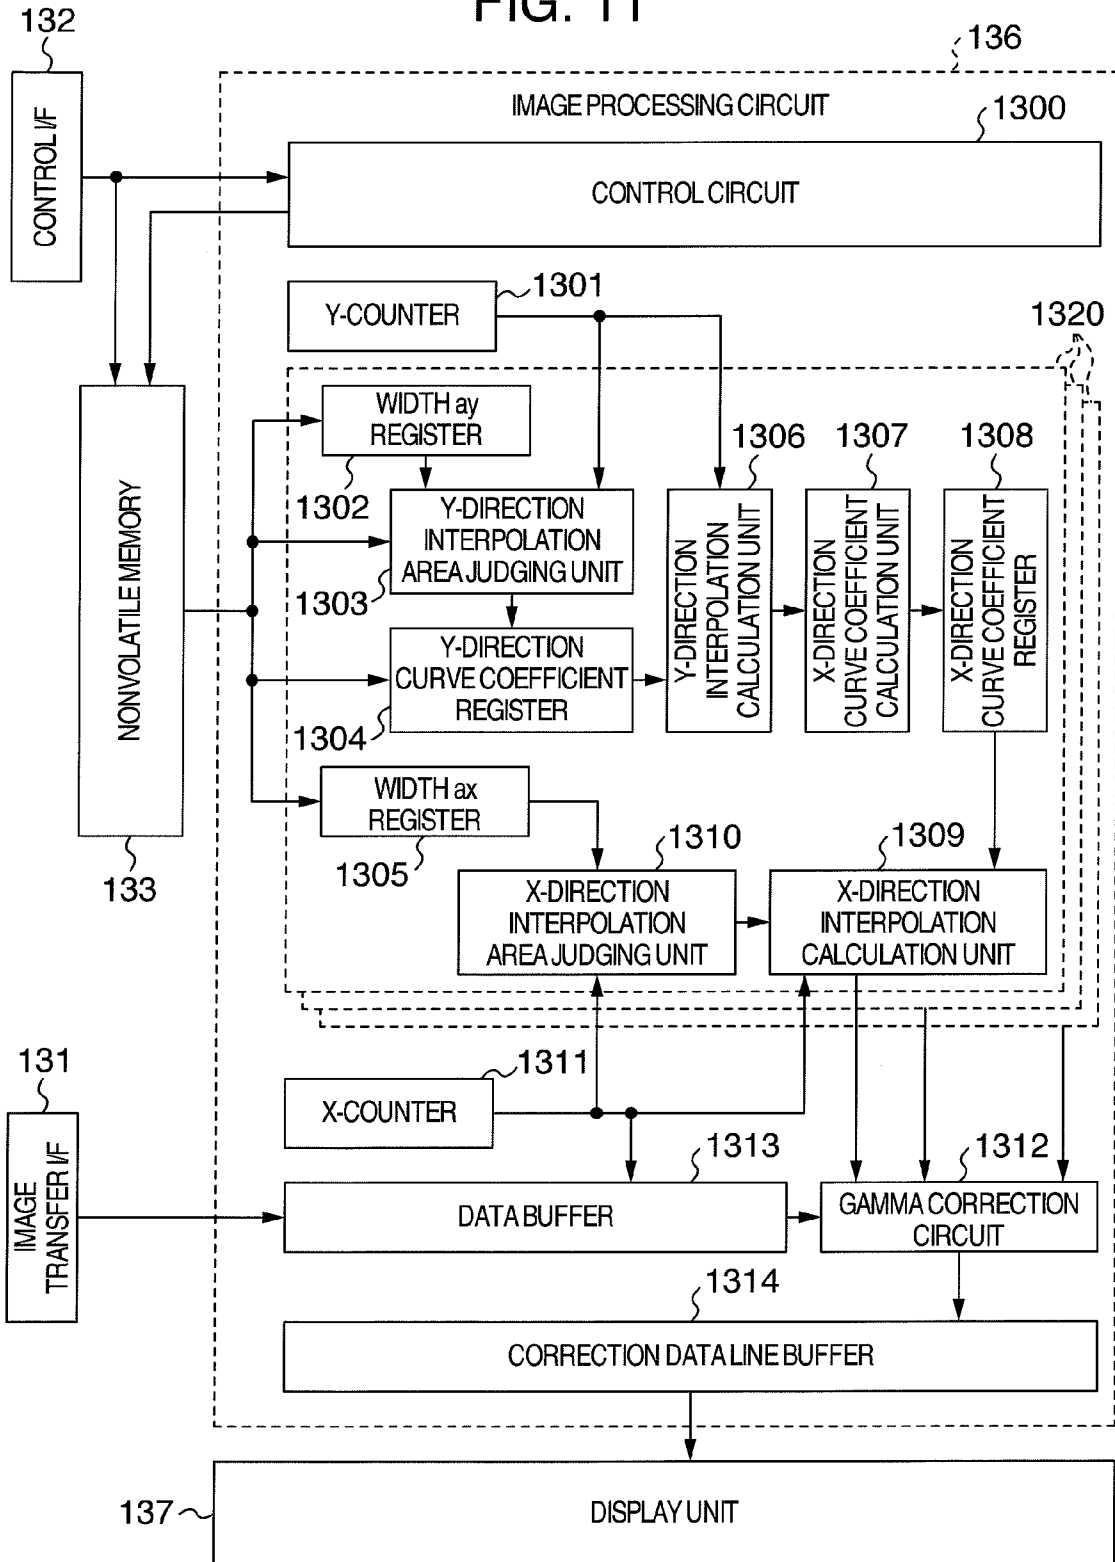 FIG. 11
132
136
CONTROL I/F
IMAGE PROCESSING CIRCUIT
1300
CONTROL CIRCUIT
Y-COUNTER
1301
1320
NONVOLATILE MEMORY
133
WIDTH ay
REGISTER
1302
Y-DIRECTION
INTERPOLATION
AREA JUDGING UNIT
1303
Y-DIRECTION
CURVE COEFFICIENT
REGISTER
1304
1306
Y-DIRECTION
INTERPOLATION
CALCULATION UNIT
1307
X-DIRECTION
CURVE COEFFICIENT
CALCULATION UNIT
1308
X-DIRECTION
CURVE COEFFICIENT
REGISTER
WIDTH ax
REGISTER
1305
1310
X-DIRECTION
INTERPOLATION
AREA JUDGING UNIT
1309
X-DIRECTION
INTERPOLATION
CALCULATION UNIT
131
IMAGE
TRANSFER I/F
X-COUNTER
1311
1313
DATA BUFFER
1312
GAMMA CORRECTION
CIRCUIT
1314
CORRECTION DATA LINE BUFFER
137
DISPLAY UNIT